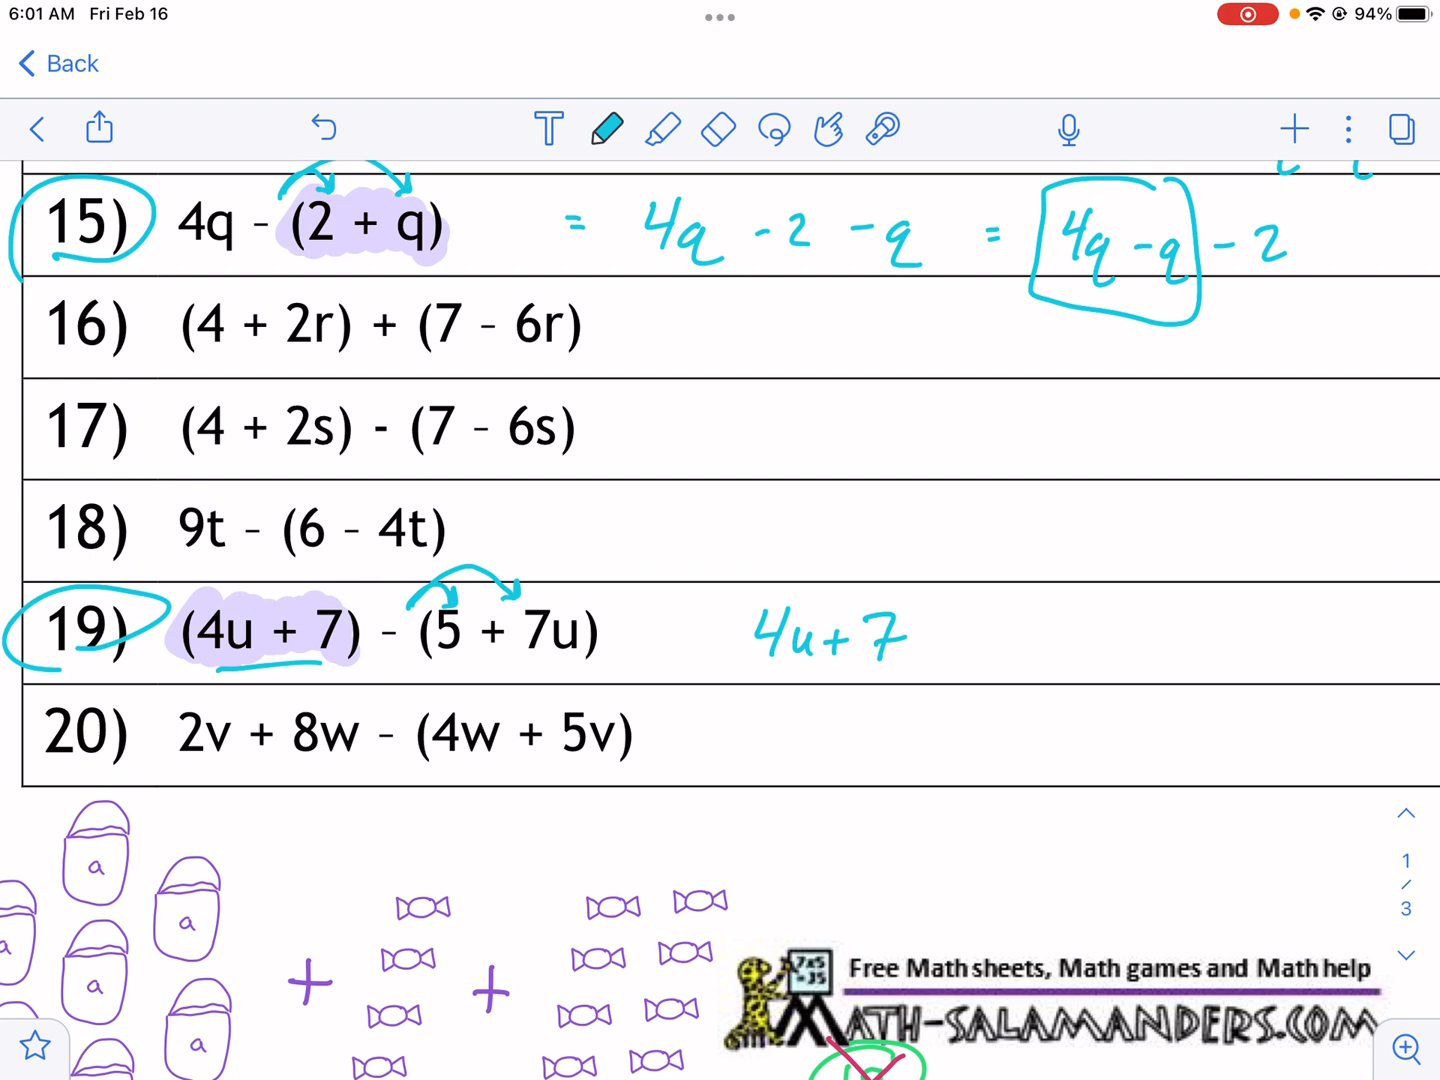 6:01 AM Fri Feb 16
94%
Back
15) 4q - (2 + q) = 4q - 2 - q = 4q - q - 2
16) (4 + 2r) + (7 - 6r)
17) (4 + 2s) - (7 - 6s)
18) 9t - (6 - 4t)
19) (4u + 7) - (5 + 7u) 4u + 7
20) 2v + 8w - (4w + 5v)
a
a
a
a
a
+ +
1
/
3
7x5
=35
Free Math sheets, Math games and Math help
MATH-SALAMANDERS.COM